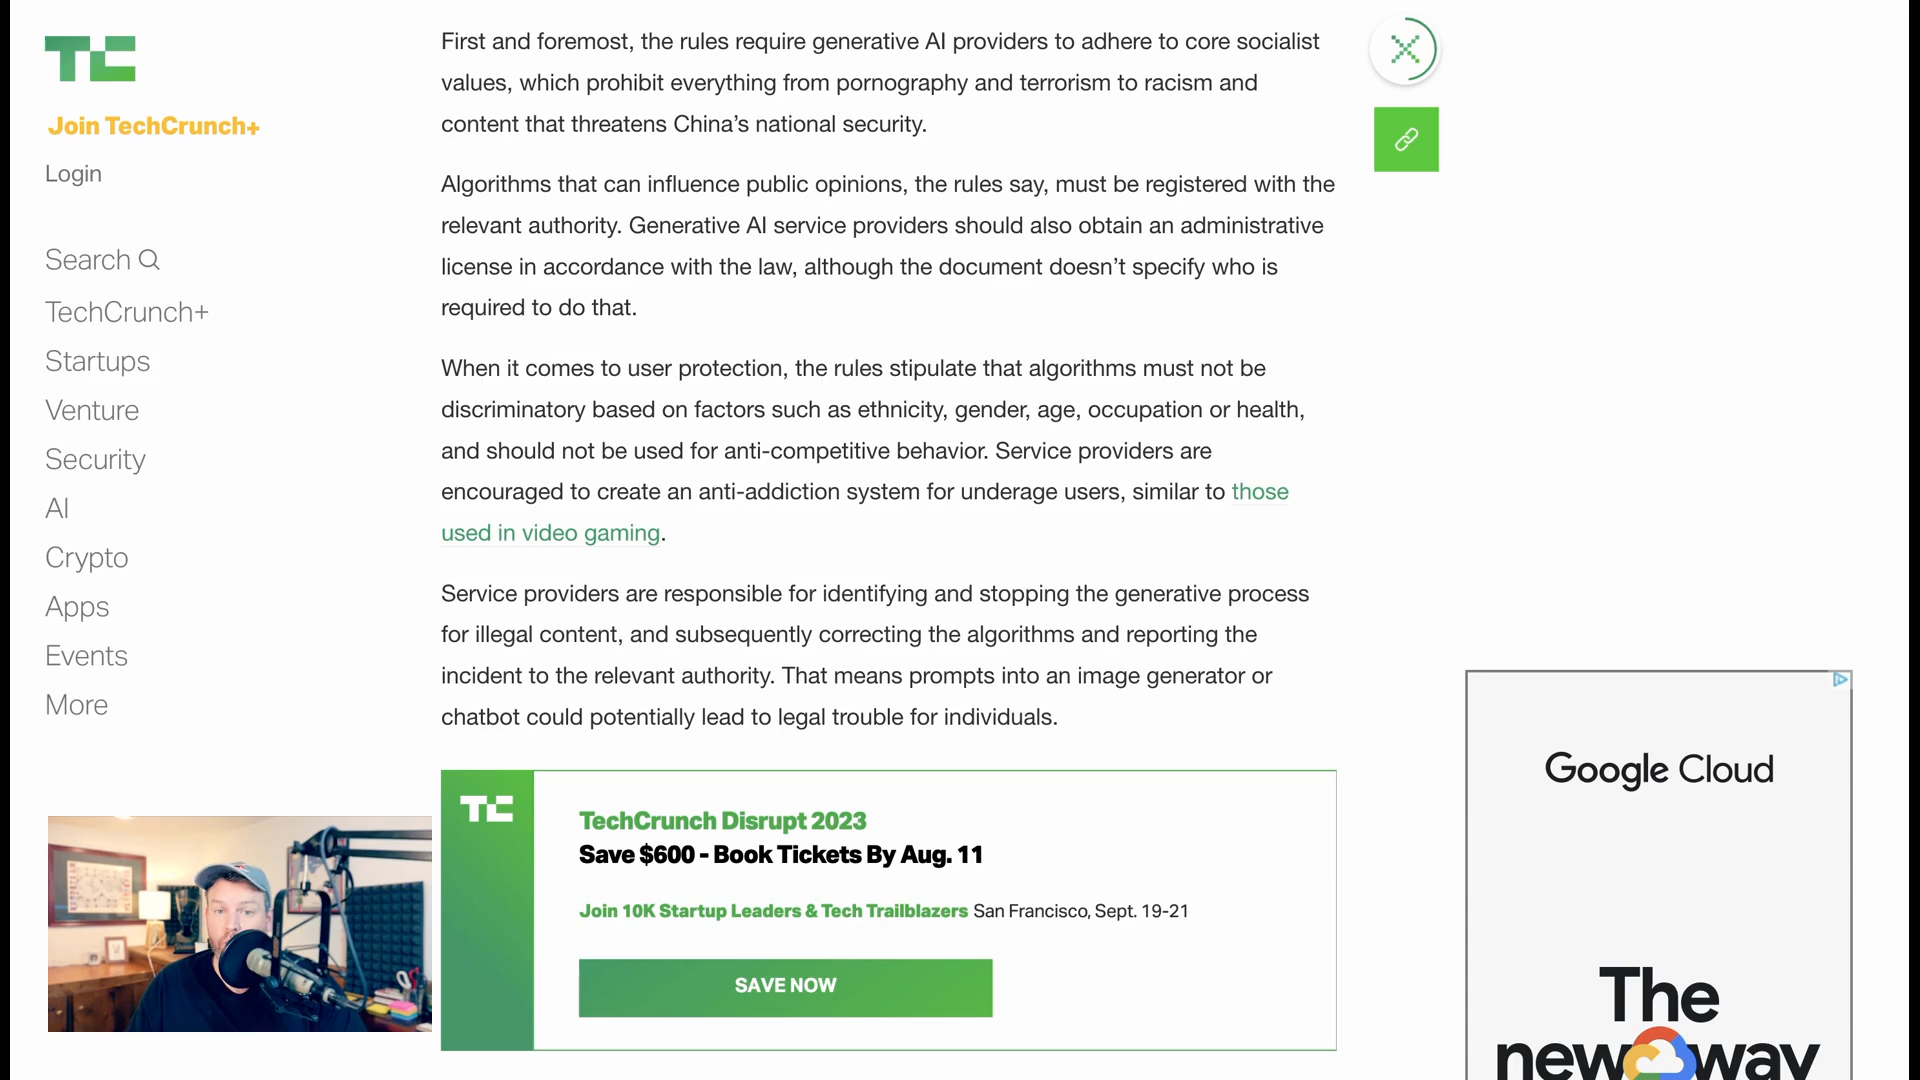 TC
Join TechCrunch+
Login
Search
TechCrunch+
Startups
Venture
Security
AI
Crypto
Apps
Events
More
First and foremost, the rules require generative AI providers to adhere to core socialist
values, which prohibit everything from pornography and terrorism to racism and
content that threatens China’s national security.
Algorithms that can influence public opinions, the rules say, must be registered with the
relevant authority. Generative AI service providers should also obtain an administrative
license in accordance with the law, although the document doesn’t specify who is
required to do that.
When it comes to user protection, the rules stipulate that algorithms must not be
discriminatory based on factors such as ethnicity, gender, age, occupation or health,
and should not be used for anti-competitive behavior. Service providers are
encouraged to create an anti-addiction system for underage users, similar to those
used in video gaming.
Service providers are responsible for identifying and stopping the generative process
for illegal content, and subsequently correcting the algorithms and reporting the
incident to the relevant authority. That means prompts into an image generator or
chatbot could potentially lead to legal trouble for individuals.
TC
TechCrunch Disrupt 2023
Save $600 - Book Tickets By Aug. 11
Join 10K Startup Leaders & Tech Trailblazers San Francisco, Sept. 19-21
SAVE NOW
Google Cloud
The
new way